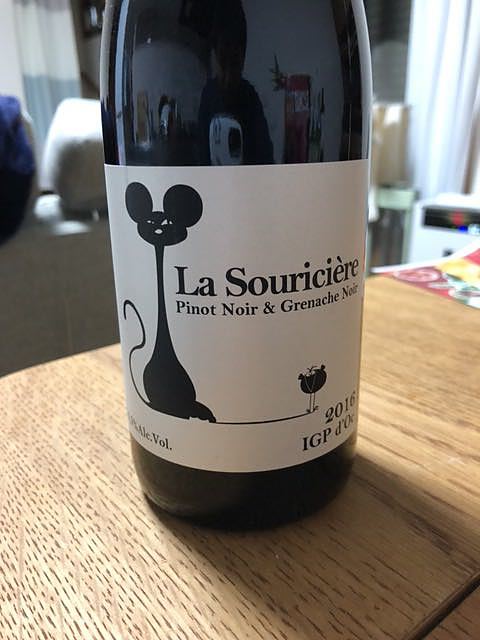 La Souricière
Pinot Noir & Grenache Noir
2016
IGP d'Oc
%Alc.Vol.